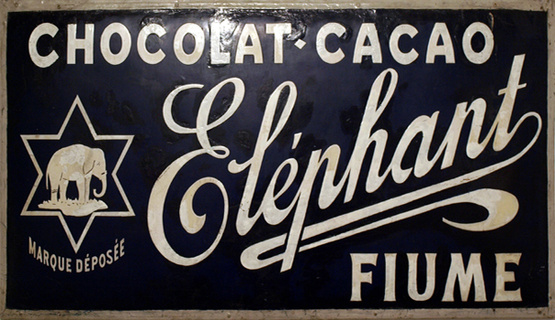 CHOCOLAT·CACAO
Eléphant
MARQUE DÉPOSÉE
FIUME